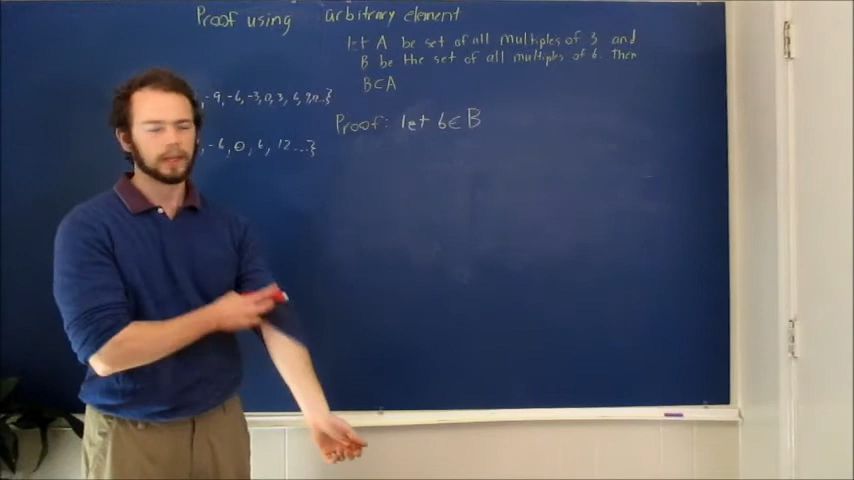 Proof using arbitrary element
let A be set of all multiples of 3 and
B be the set of all multiples of 6. Then
B⊂A
, -9, -6, -3, 0, 3, 6, 9, 12...}
Proof: let b∈B
, -6, 0, 6, 12...}